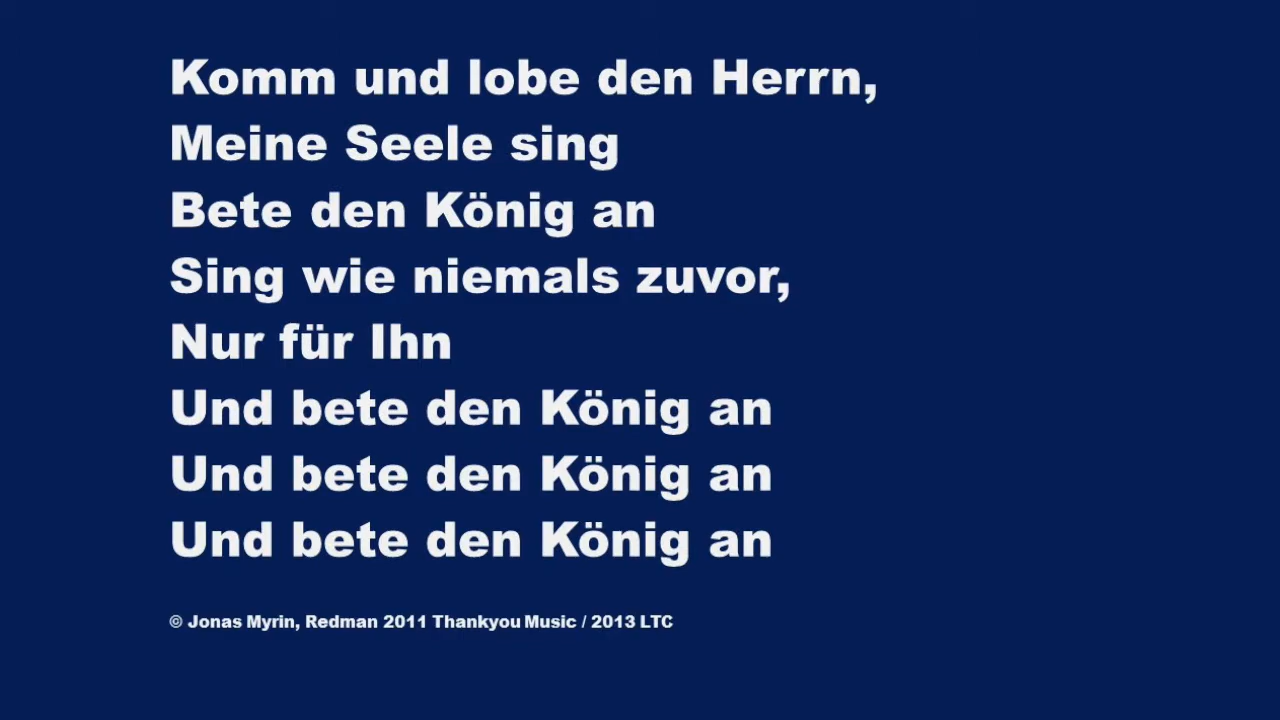 Komm und lobe den Herrn,
Meine Seele sing
Bete den König an
Sing wie niemals zuvor,
Nur für Ihn
Und bete den König an
Und bete den König an
Und bete den König an
© Jonas Myrin, Redman 2011 Thankyou Music / 2013 LTC